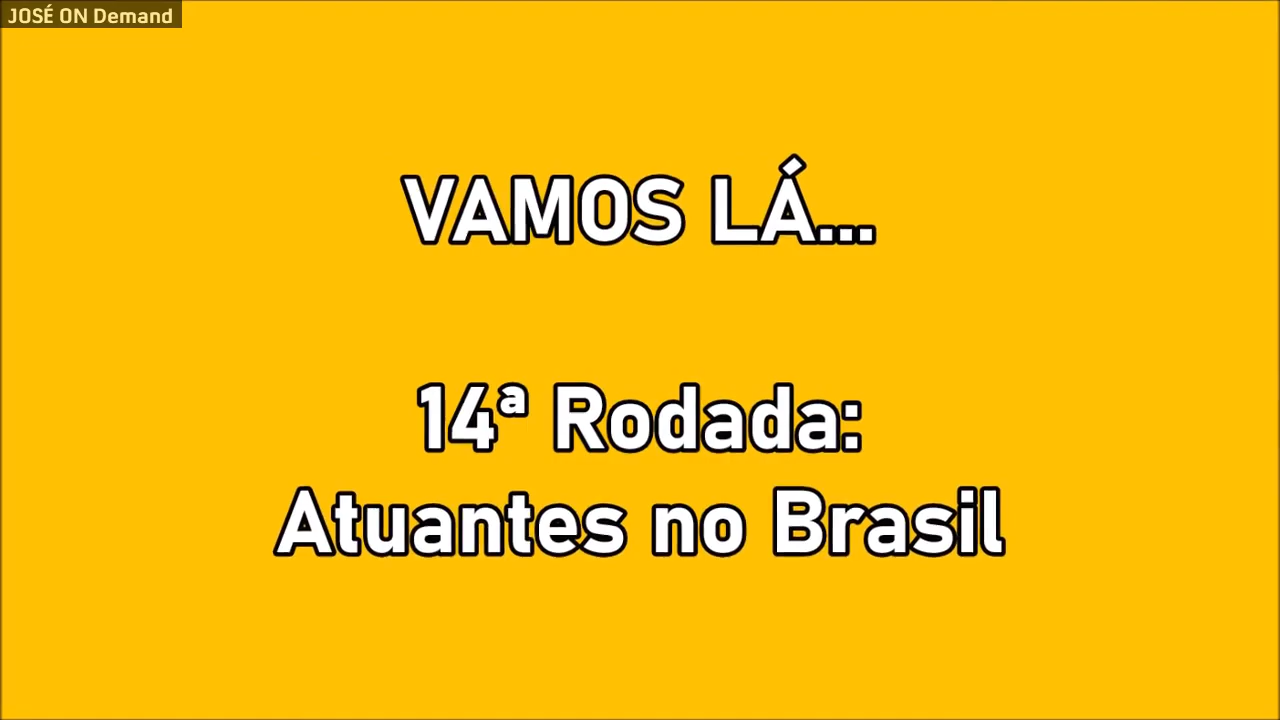 JOSÉ ON Demand
VAMOS LÁ...
14ª Rodada:
Atuantes no Brasil